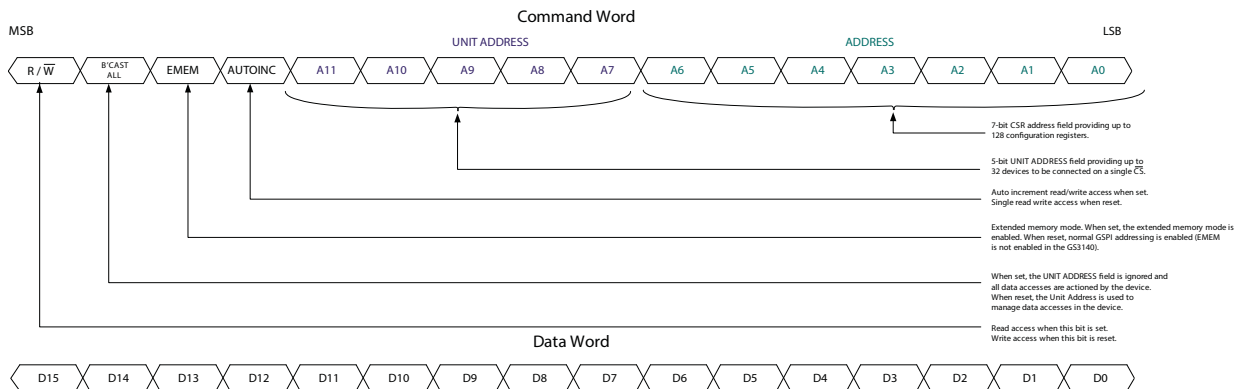 Command Word
MSB
LSB
UNIT ADDRESS
ADDRESS
R / W
B'CAST
ALL
EMEM
AUTOINC
A11
A10
A9
A8
A7
A6
A5
A4
A3
A2
A1
A0
7-bit CSR address field providing up to
128 configuration registers.
5-bit UNIT ADDRESS field providing up to
32 devices to be connected on a single CS.
Auto increment read/write access when set.
Single read write access when reset.
Extended memory mode. When set, the extended memory mode is
enabled. When reset, normal GSPI addressing is enabled (EMEM
is not enabled in the GS3140).
When set, the UNIT ADDRESS field is ignored and
all data accesses are actioned by the device.
When reset, the Unit Address is used to
manage data accesses in the device.
Read access when this bit is set.
Write access when this bit is reset.
Data Word
D15
D14
D13
D12
D11
D10
D9
D8
D7
D6
D5
D4
D3
D2
D1
D0